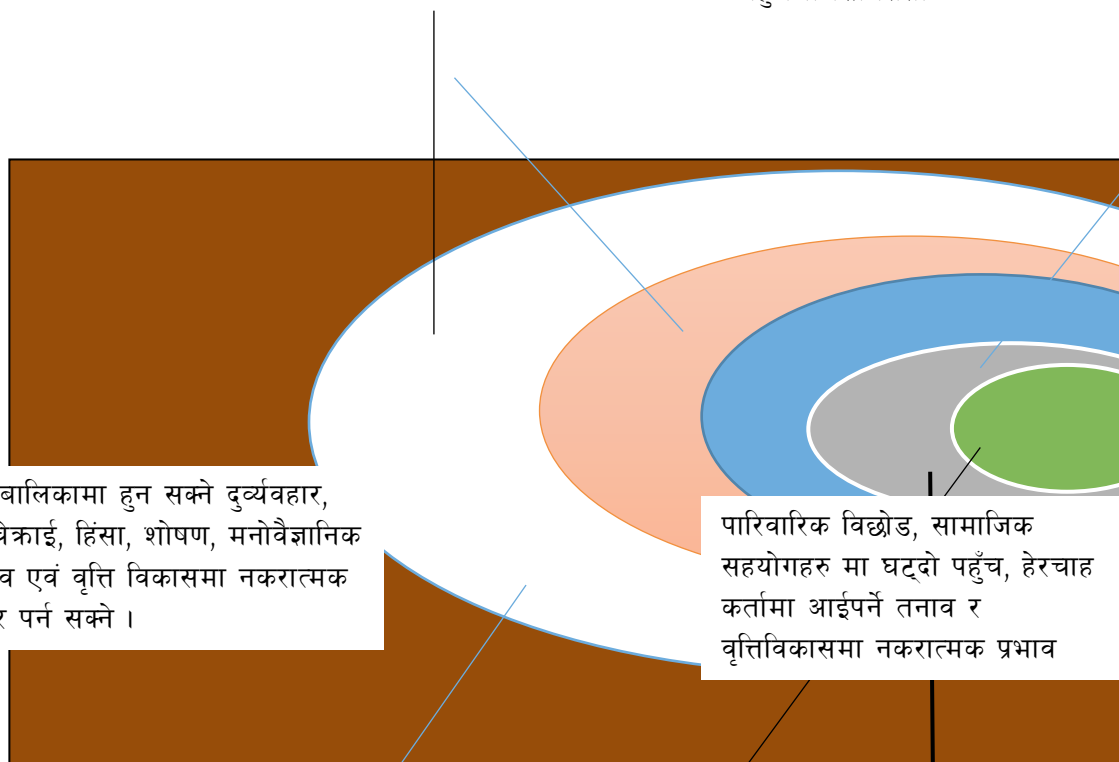 बालिकामा हुन सक्ने दुर्व्यवहार,
हिंसा, शोषण, मनोवैज्ञानिक
एवं वृत्ति विकासमा नकरात्मक
पर्न सक्ने ।
पारिवारिक विछोड, सामाजिक
सहयोगहरु मा घट्दो पहुँच, हेरचाह
कर्तामा आईपर्ने तनाव र
वृत्तिविकासमा नकरात्मक प्रभाव